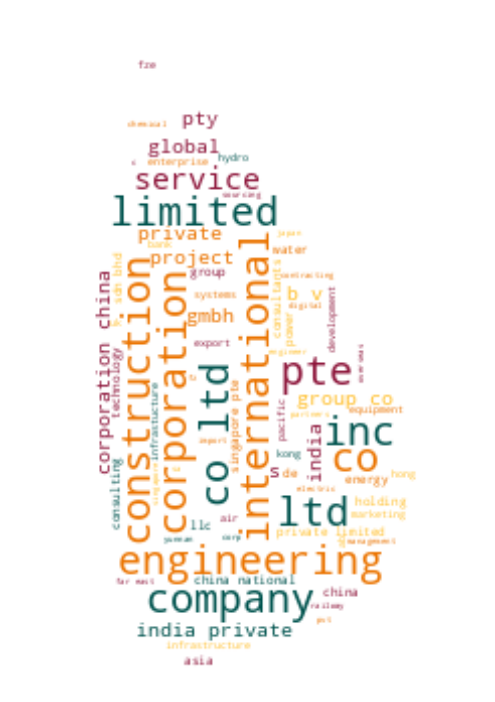 fze
chemical
pty
global
c
enterprise
hydro
service
sourcing
limited
private
japan
bank
water
project
group
contracting
sdn bhd
systems
consultants
b v
digital
power
development
gmbh
corporation china
construction
corporation
international
export
engineer
overseas
technology
pte
co ltd
infrastructure
singapore pte
group co
equipment
partners
pacific
import
india
inc
kong
co
s
de
energy
hong
consulting
electric
holding
ltd
marketing
air
llc
corp
yunnan
private limited
management
engineering
far east
china national
china
company
railway
pvt
india private
infrastructure
asia